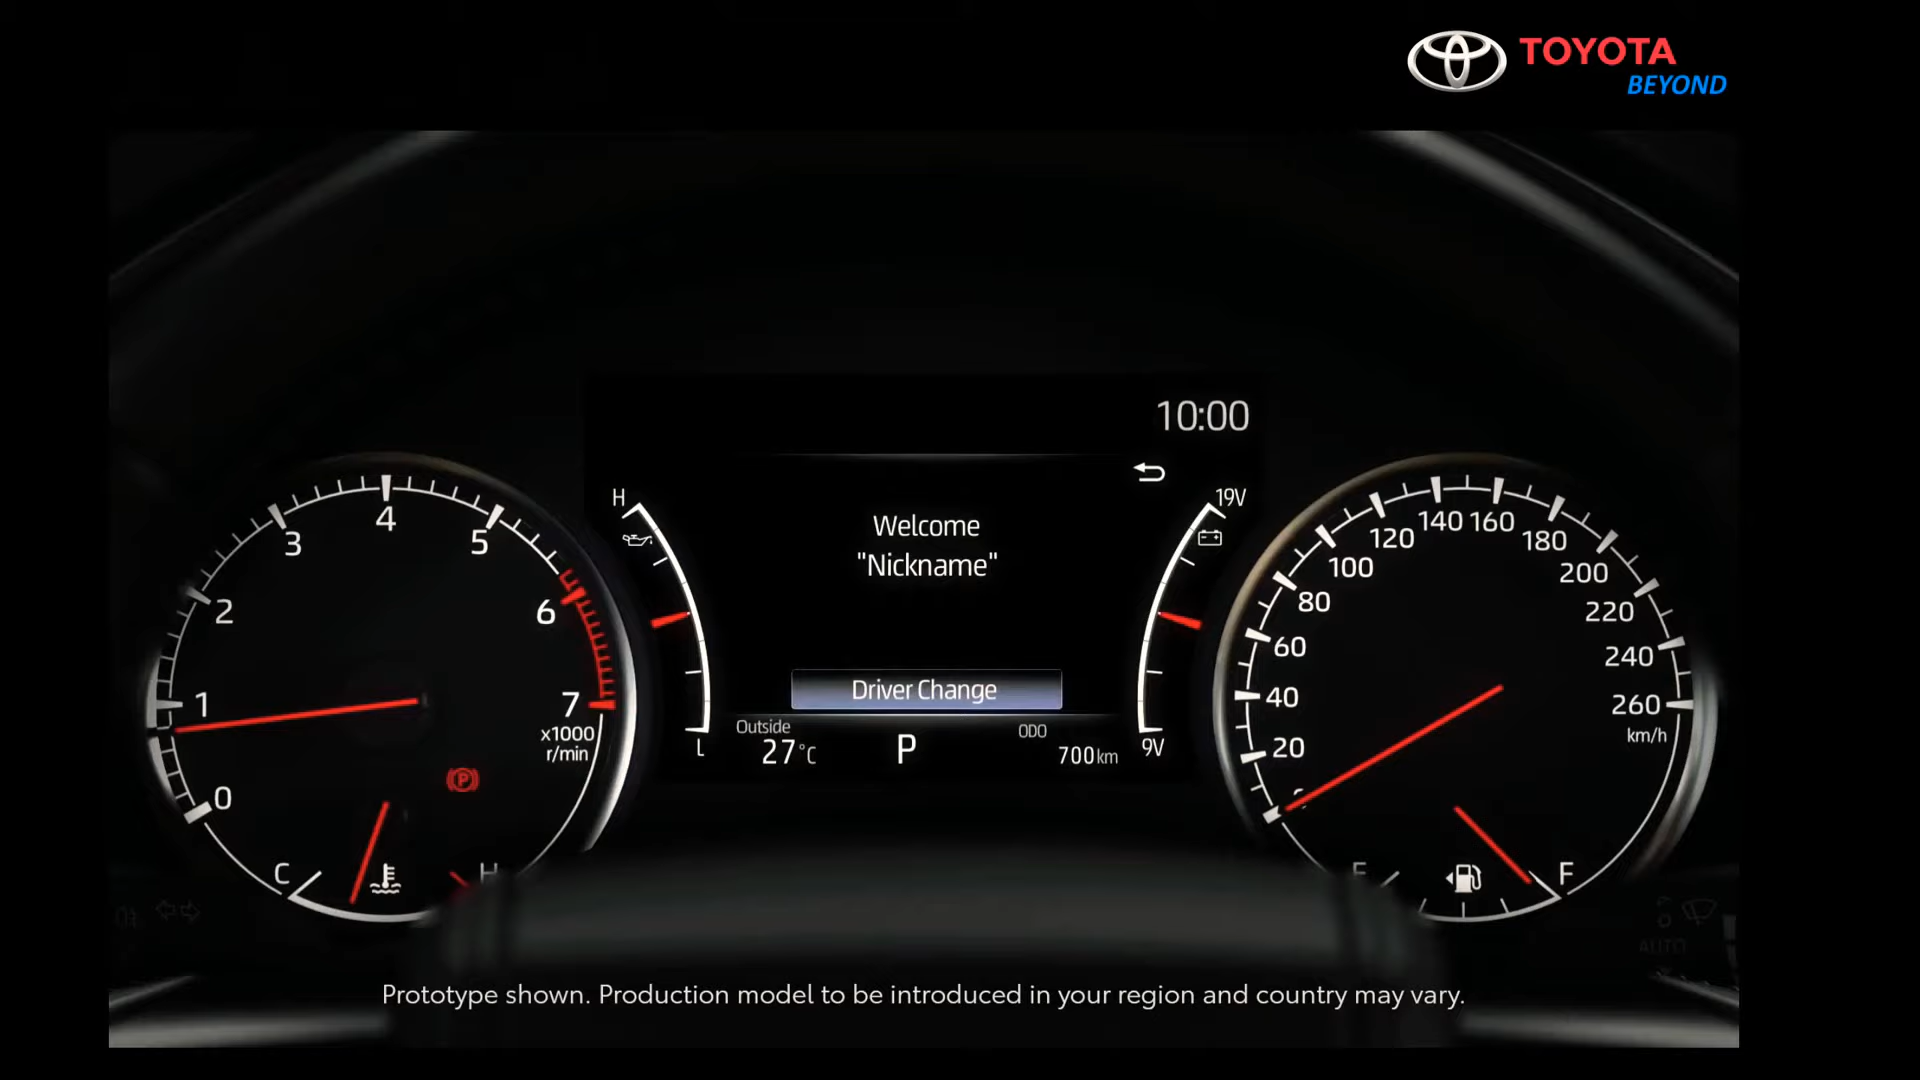 TOYOTA
BEYOND
10:00
H
19V
Welcome
"Nickname"
Driver Change
Outside
27°C
P
ODO
700km
L
9V
0
1
2
3
4
5
6
7
x1000
r/min
P
C
H
20
40
60
80
100
120
140
160
180
200
220
240
260
km/h
F
AUTO
Prototype shown. Production model to be introduced in your region and country may vary.